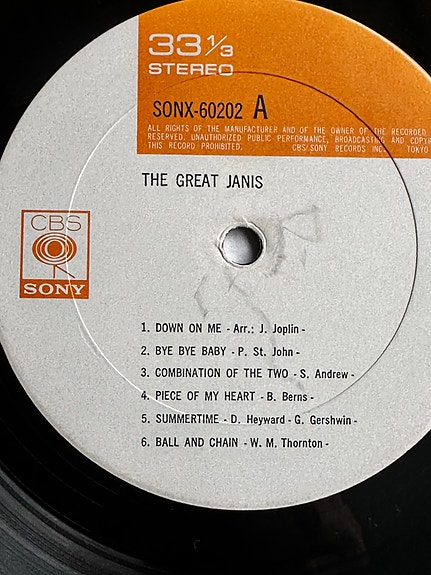 33 1/3
STEREO
SONX-60202 A
ALL RIGHTS OF THE MANUFACTURER AND OF THE OWNER OF THE RECORDED
RESERVED. UNAUTHORIZED PUBLIC PERFORMANCE, BROADCASTING AND COPY
THIS RECORD PROHIBITED. CBS/SONY RECORDS INC. TOKYO
THE GREAT JANIS
CBS
SONY
1. DOWN ON ME - Arr.: J. Joplin -
2. BYE BYE BABY - P. St. John -
3. COMBINATION OF THE TWO - S. Andrew -
4. PIECE OF MY HEART - B. Berns -
5. SUMMERTIME - D. Heyward - G. Gershwin -
6. BALL AND CHAIN - W. M. Thornton -